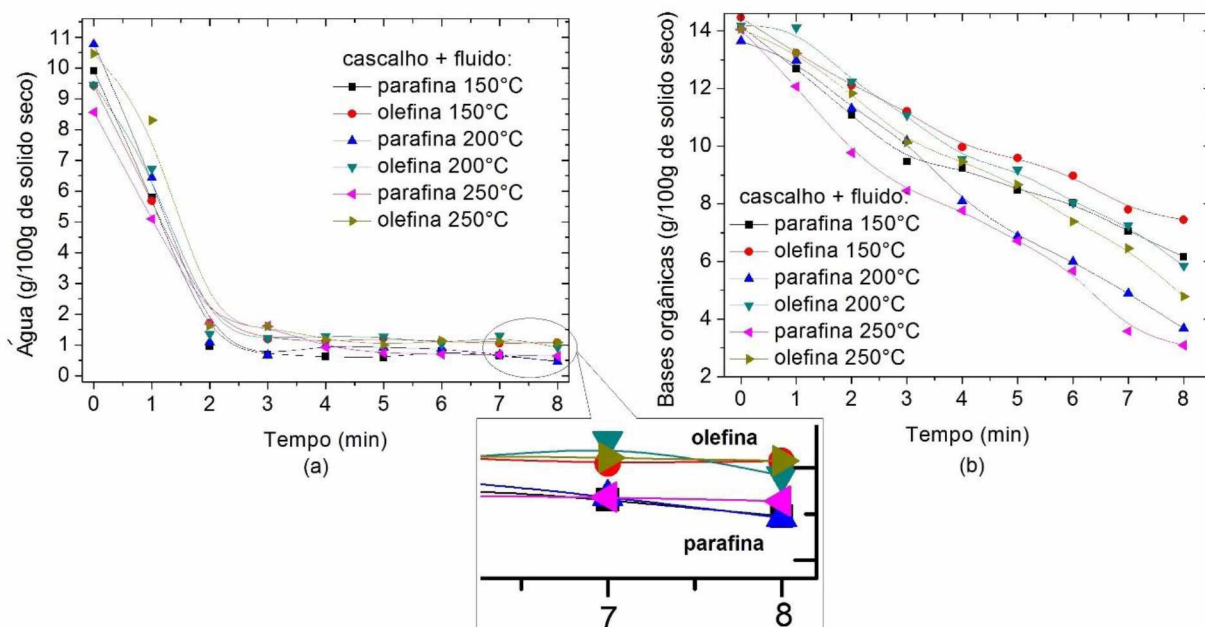 Água (g/100g de solido seco)
11
10
9
8
7
6
5
4
3
2
1
0
cascalho + fluido:
parafina 150°C
olefina 150°C
parafina 200°C
olefina 200°C
parafina 250°C
olefina 250°C
0 1 2 3 4 5 6 7 8
Tempo (min)
(a)
Bases orgânicas (g/100g de solido seco)
14
12
10
8
6
4
2
cascalho + fluido:
parafina 150°C
olefina 150°C
parafina 200°C
olefina 200°C
parafina 250°C
olefina 250°C
0 1 2 3 4 5 6 7 8
Tempo (min)
(b)
olefina
parafina
7 8